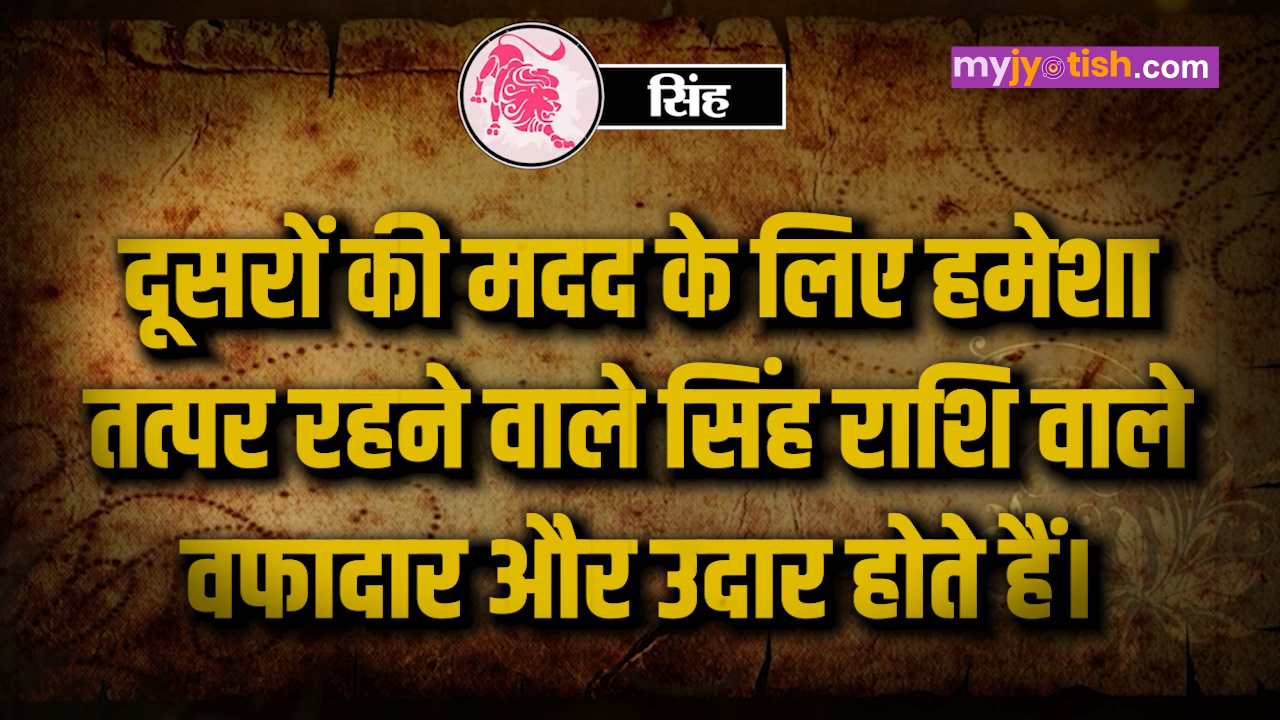 सिंह
myjyotish.com
दूसरों की मदद के लिए हमेशा
तत्पर रहने वाले सिंह राशि वाले
वफादार और उदार होते हैं।